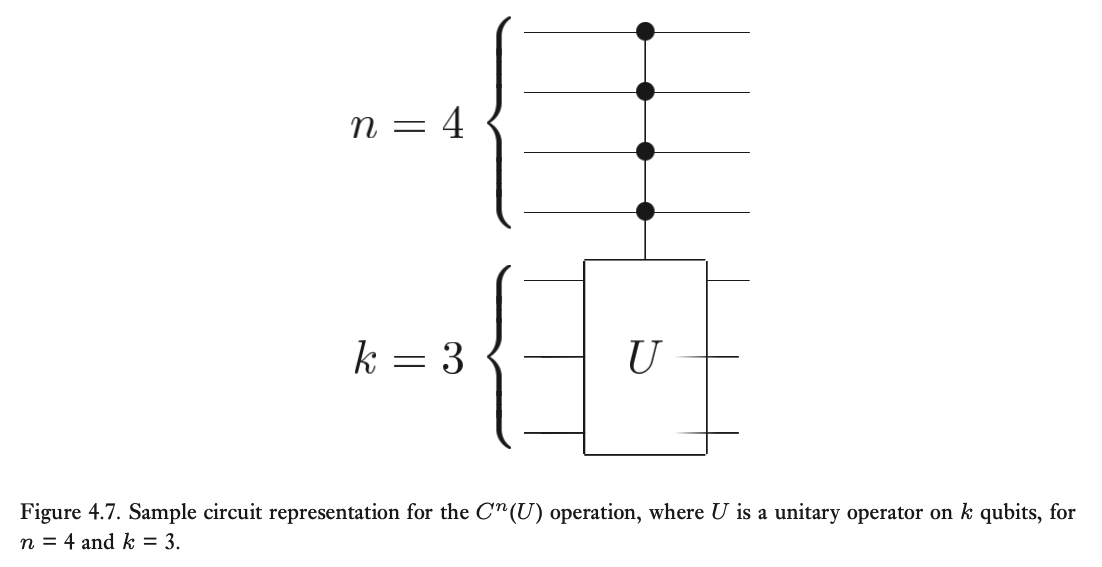 n = 4
k = 3
U
Figure 4.7. Sample circuit representation for the Cⁿ(U) operation, where U is a unitary operator on k qubits, for
n = 4 and k = 3.